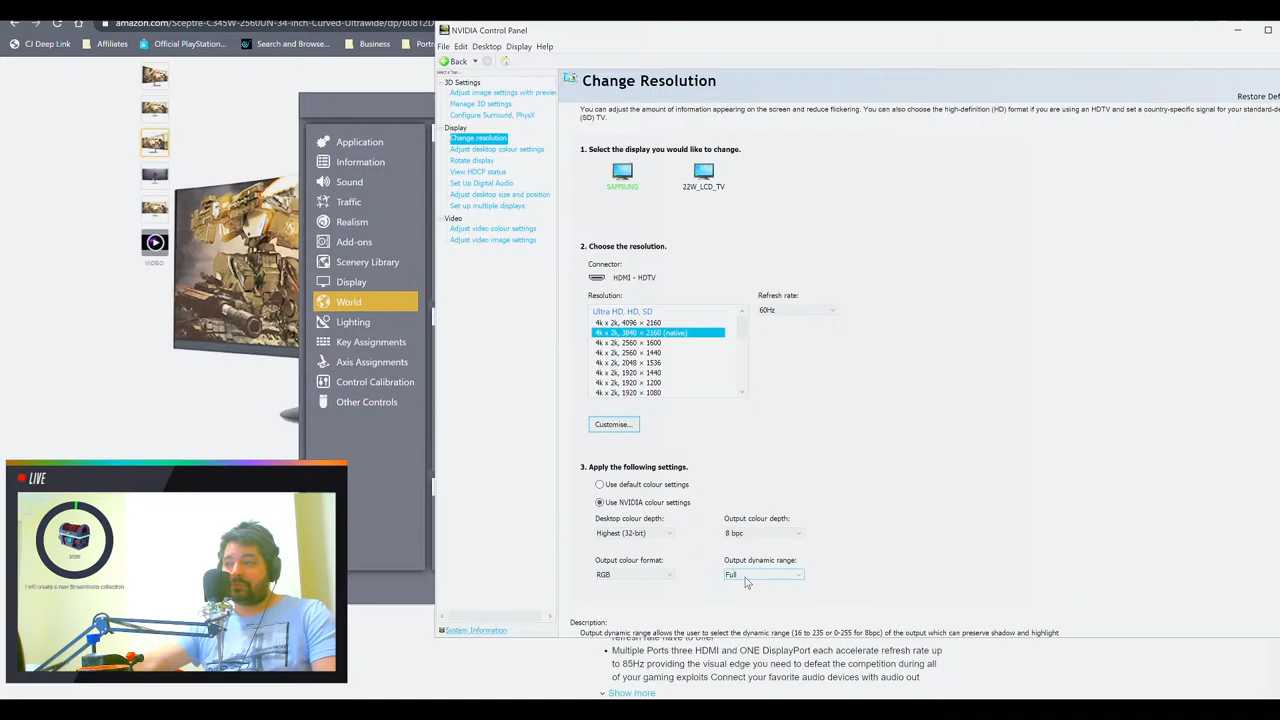 amazon.com/Sceptre-C345W-2560UN-34-inch-Curved-Ultrawide/dp/B0812D
CJ Deep Link
Affiliates
Official PlayStation...
Search and Browse...
Business
Portr
VIDEO
Application
Information
Sound
Traffic
Realism
Add-ons
Scenery Library
Display
World
Lighting
Key Assignments
Axis Assignments
Control Calibration
Other Controls
NVIDIA Control Panel
File Edit Desktop Display Help
Back
Select a Task...
3D Settings
Adjust image settings with preview
Manage 3D settings
Configure Surround, PhysX
Display
Change resolution
Adjust desktop colour settings
Rotate display
View HDCP status
Set Up Digital Audio
Adjust desktop size and position
Set up multiple displays
Video
Adjust video colour settings
Adjust video image settings
Change Resolution
Restore Def
You can adjust the amount of information appearing on the screen and reduce flickering. You can also choose the high-definition (HD) format if you are using an HDTV and set a country-specific signal for your standard-de
(SD) TV.
1. Select the display you would like to change.
SAMSUNG
22W_LCD_TV
2. Choose the resolution.
Connector:
HDMI - HDTV
Resolution:
Refresh rate:
Ultra HD, HD, SD
60Hz
4k x 2k, 4096 × 2160
4k x 2k, 3840 × 2160 (native)
4k x 2k, 2560 × 1600
4k x 2k, 2560 × 1440
4k x 2k, 2048 × 1536
4k x 2k, 1920 × 1440
4k x 2k, 1920 × 1200
4k x 2k, 1920 × 1080
Customise...
3. Apply the following settings.
Use default colour settings
Use NVIDIA colour settings
Desktop colour depth:
Output colour depth:
Highest (32-bit)
8 bpc
Output colour format:
Output dynamic range:
RGB
Full
System Information
Description:
Output dynamic range allows the user to select the dynamic range (16 to 235 or 0-255 for 8bpc) of the output which can preserve shadow and highlight
refresh rate have to offer
Multiple Ports three HDMI and ONE DisplayPort each accelerate refresh rate up
to 85Hz providing the visual edge you need to defeat the competition during all
of your gaming exploits Connect your favorite audio devices with audio out
Show more
LIVE
I will create a new Streamtools collection